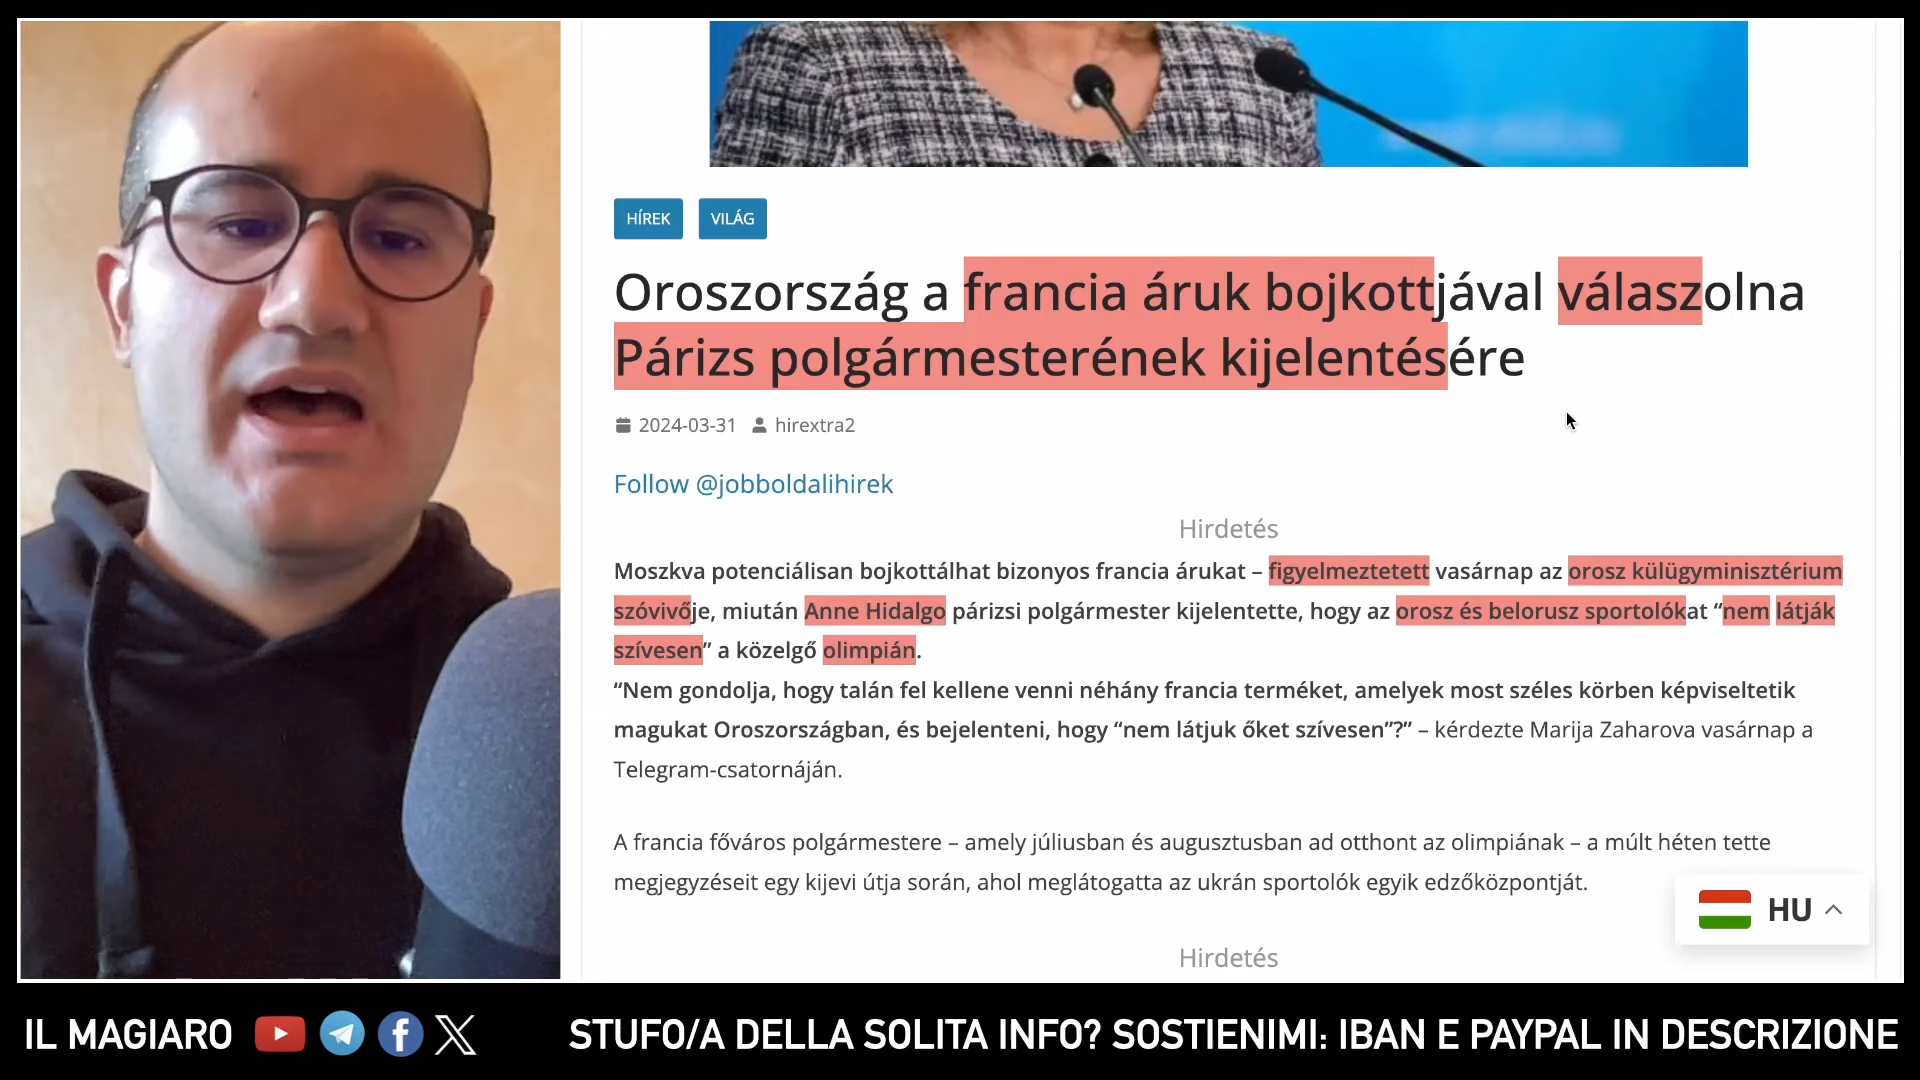 HÍREK VILÁG
Oroszország a francia áruk bojkottjával válaszolna
Párizs polgármesterének kijelentésére
2024-03-31 hirextra2
Follow @jobboldalihirek
Hirdetés
Moszkva potenciálisan bojkottálhat bizonyos francia árukat – figyelmeztetett vasárnap az orosz külügyminisztérium
szóvivője, miután Anne Hidalgo párizsi polgármester kijelentette, hogy az orosz és belorusz sportolókat “nem látják
szívesen” a közelgő olimpián.
“Nem gondolja, hogy talán fel kellene venni néhány francia terméket, amelyek most széles körben képviseltetik
magukat Oroszországban, és bejelenteni, hogy “nem látjuk őket szívesen”?” – kérdezte Marija Zaharova vasárnap a
Telegram-csatornáján.
A francia főváros polgármestere – amely júliusban és augusztusban ad otthont az olimpiának – a múlt héten tette
megjegyzéseit egy kijevi útja során, ahol meglátogatta az ukrán sportolók egyik edzőközpontját.
HU
Hirdetés
IL MAGIARO STUFO/A DELLA SOLITA INFO? SOSTIENIMI: IBAN E PAYPAL IN DESCRIZIONE